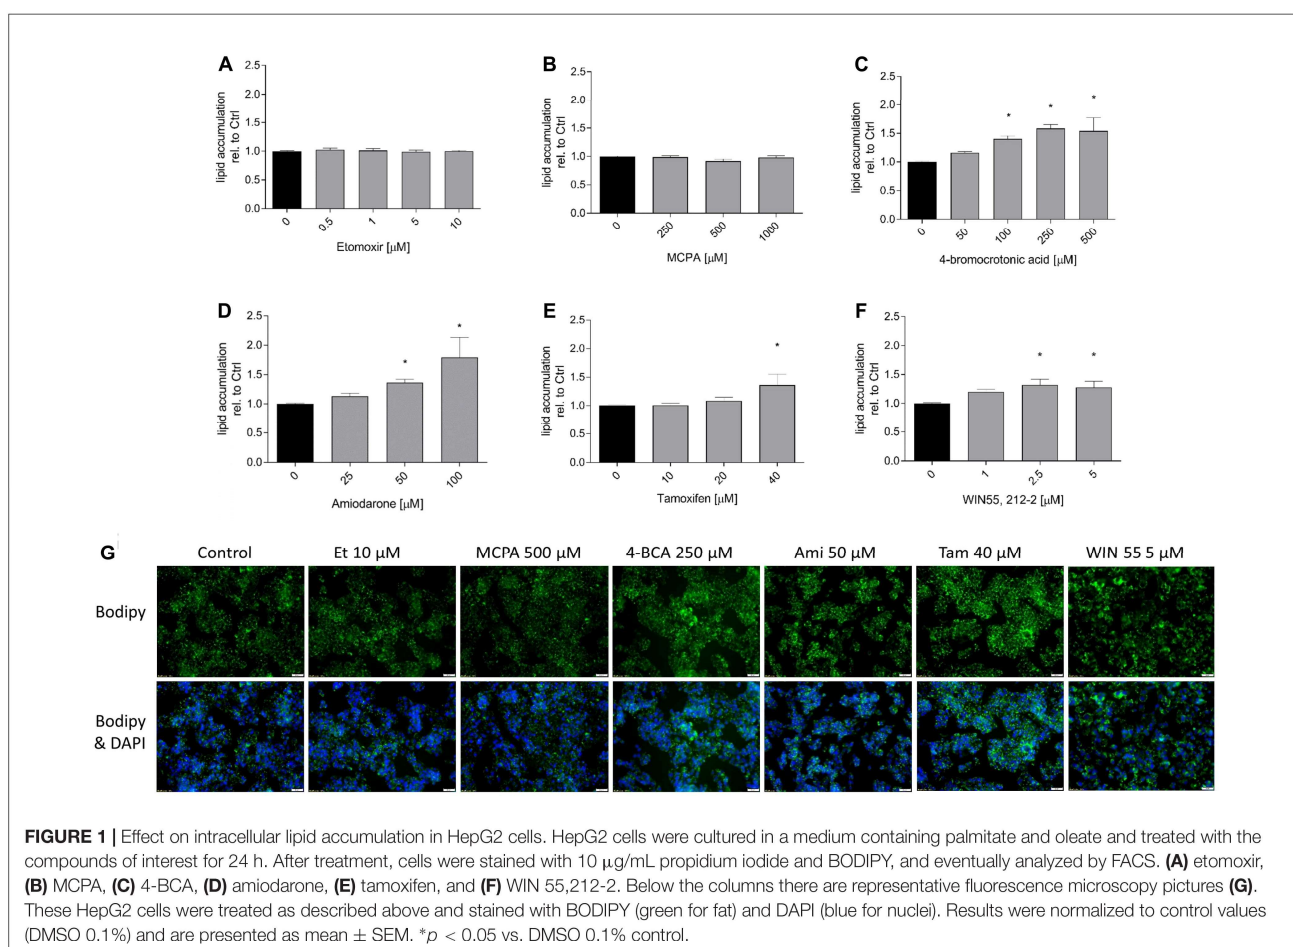 A
2.5
2.0
1.5
1.0
0.5
0.0
lipid accumulation
rel. to Ctrl
0
0.5
1
5
10
Etomoxir [μM]
B
2.5
2.0
1.5
1.0
0.5
0.0
lipid accumulation
rel. to Ctrl
0
250
500
1000
MCPA [μM]
C
2.5
2.0
1.5
1.0
0.5
0.0
lipid accumulation
rel. to Ctrl
*
*
*
0
50
100
250
500
4-bromocrotonic acid [μM]
D
2.5
2.0
1.5
1.0
0.5
0.0
lipid accumulation
rel. to Ctrl
*
*
0
25
50
100
Amiodarone [μM]
E
2.5
2.0
1.5
1.0
0.5
0.0
lipid accumulation
rel. to Ctrl
*
0
10
20
40
Tamoxifen [μM]
F
2.5
2.0
1.5
1.0
0.5
0.0
lipid accumulation
rel. to Ctrl
*
*
0
1
2.5
5
WIN55, 212-2 [μM]
G
Control Et 10 μM MCPA 500 μM 4-BCA 250 μM Ami 50 μM Tam 40 μM WIN 55 5 μM
Bodipy
Bodipy
& DAPI
FIGURE 1 | Effect on intracellular lipid accumulation in HepG2 cells. HepG2 cells were cultured in a medium containing palmitate and oleate and treated with the
compounds of interest for 24 h. After treatment, cells were stained with 10 μg/mL propidium iodide and BODIPY, and eventually analyzed by FACS. (A) etomoxir,
(B) MCPA, (C) 4-BCA, (D) amiodarone, (E) tamoxifen, and (F) WIN 55,212-2. Below the columns there are representative fluorescence microscopy pictures (G).
These HepG2 cells were treated as described above and stained with BODIPY (green for fat) and DAPI (blue for nuclei). Results were normalized to control values
(DMSO 0.1%) and are presented as mean ± SEM. *p < 0.05 vs. DMSO 0.1% control.